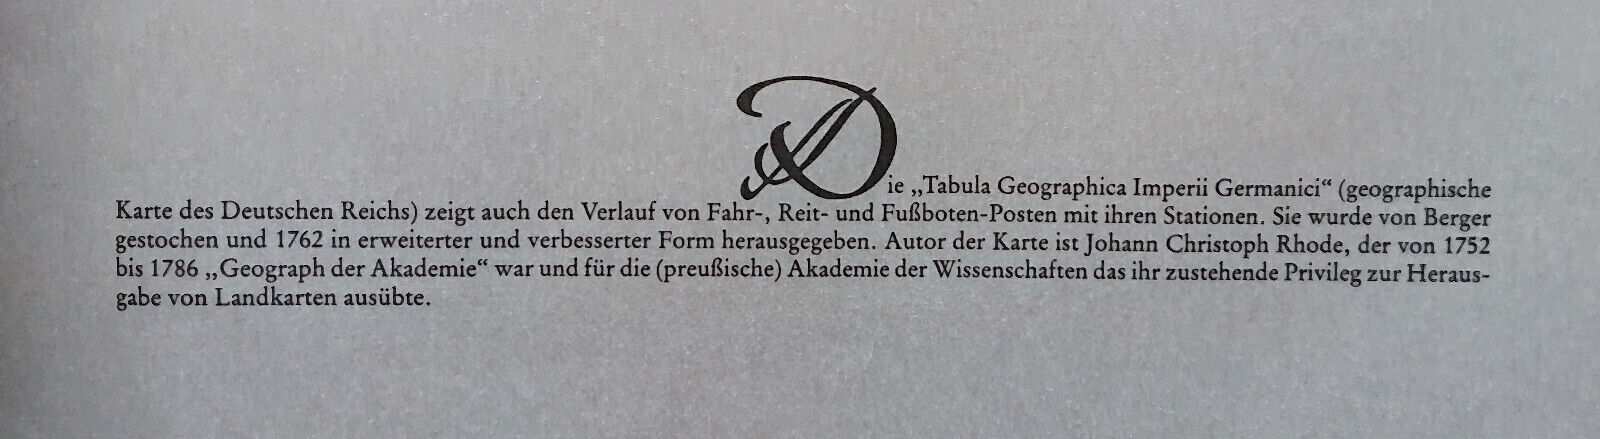 Die „Tabula Geographica Imperii Germanici“ (geographische
Karte des Deutschen Reichs) zeigt auch den Verlauf von Fahr-, Reit- und Fußboten-Posten mit ihren Stationen. Sie wurde von Berger
gestochen und 1762 in erweiterter und verbesserter Form herausgegeben. Autor der Karte ist Johann Christoph Rhode, der von 1752
bis 1786 „Geograph der Akademie“ war und für die (preußische) Akademie der Wissenschaften das ihr zustehende Privileg zur Heraus-
gabe von Landkarten ausübte.